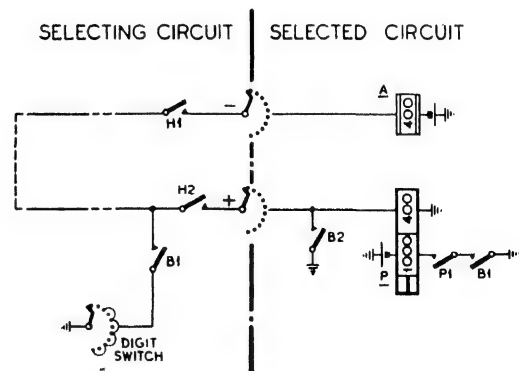 SELECTING CIRCUIT
SELECTED CIRCUIT
A
400
H1
−
H2
+
400
B2
B1
1000
P
P1
B1
DIGIT
SWITCH